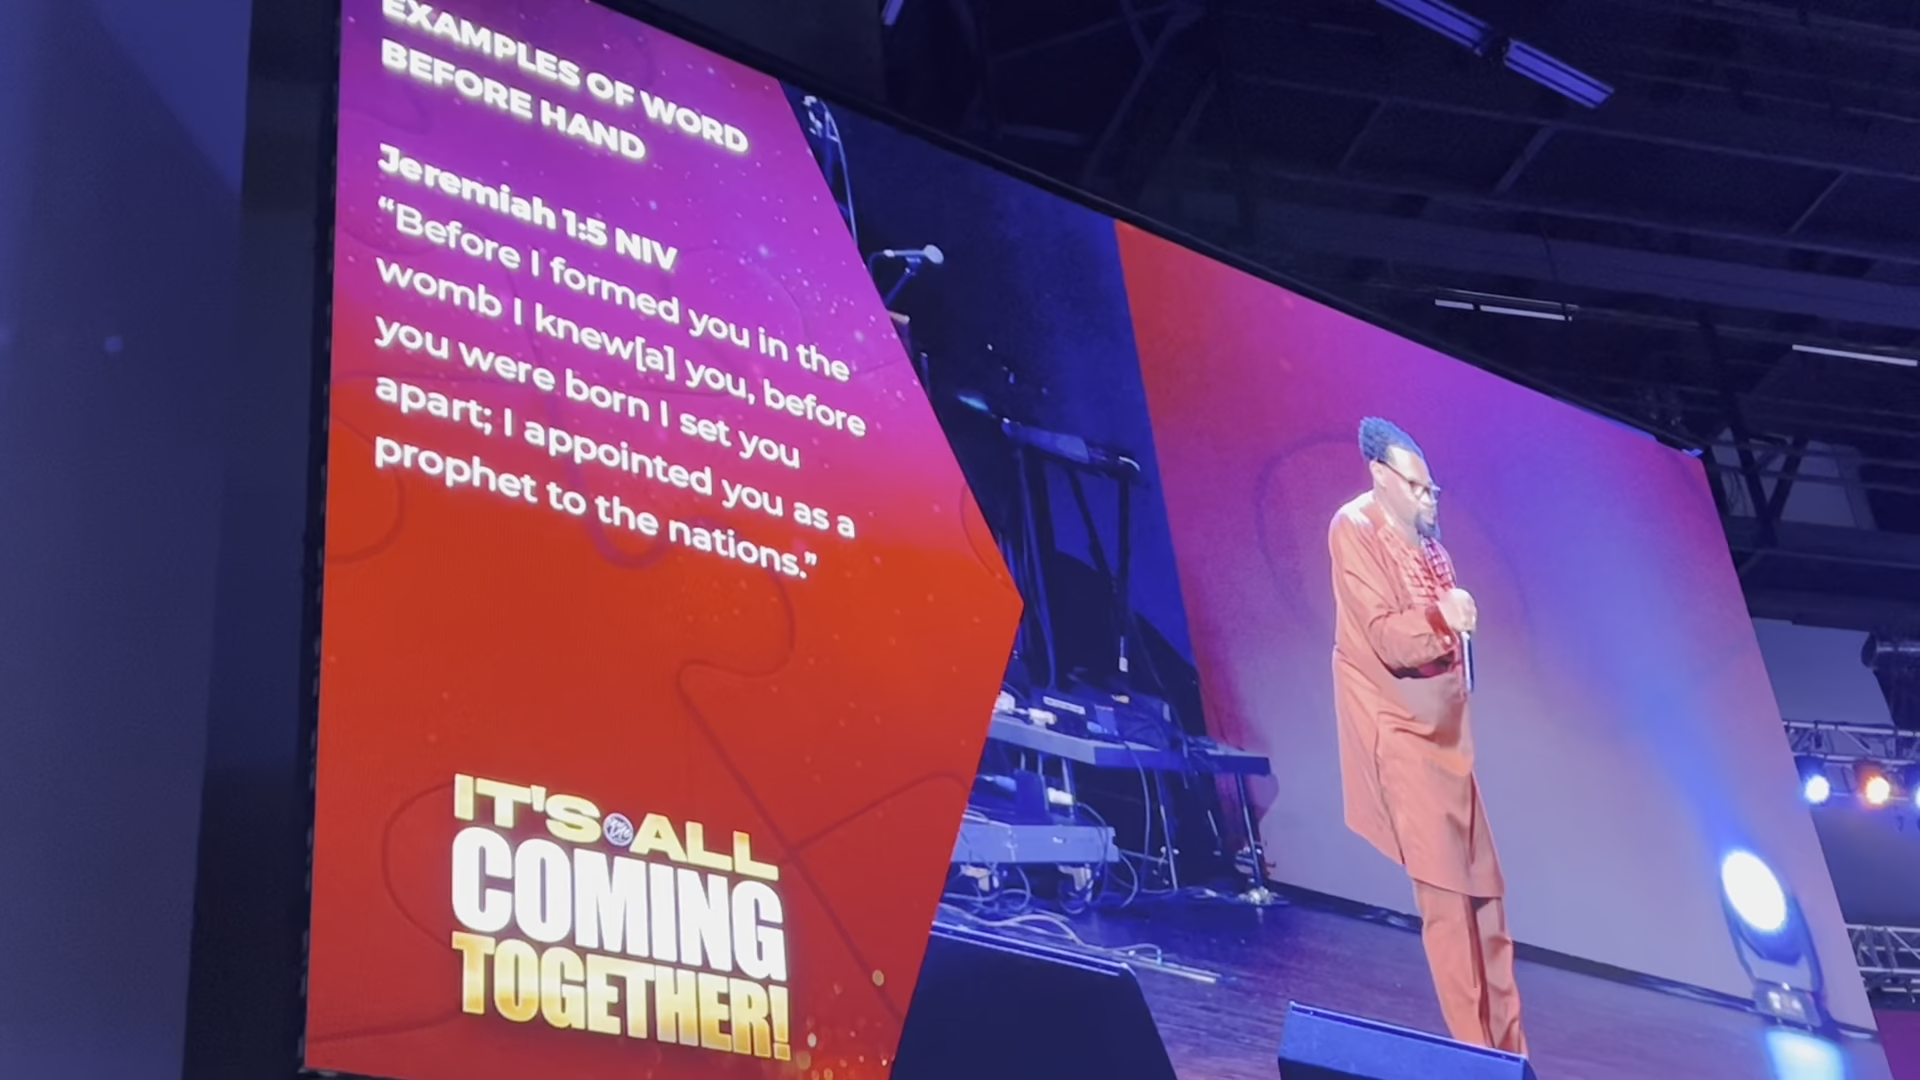 EXAMPLES OF WORD
BEFORE HAND
Jeremiah 1:5 NIV
“Before I formed you in the
womb I knew[a] you, before
you were born I set you
apart; I appointed you as a
prophet to the nations.”
IT'S ALL
COMING
TOGETHER!